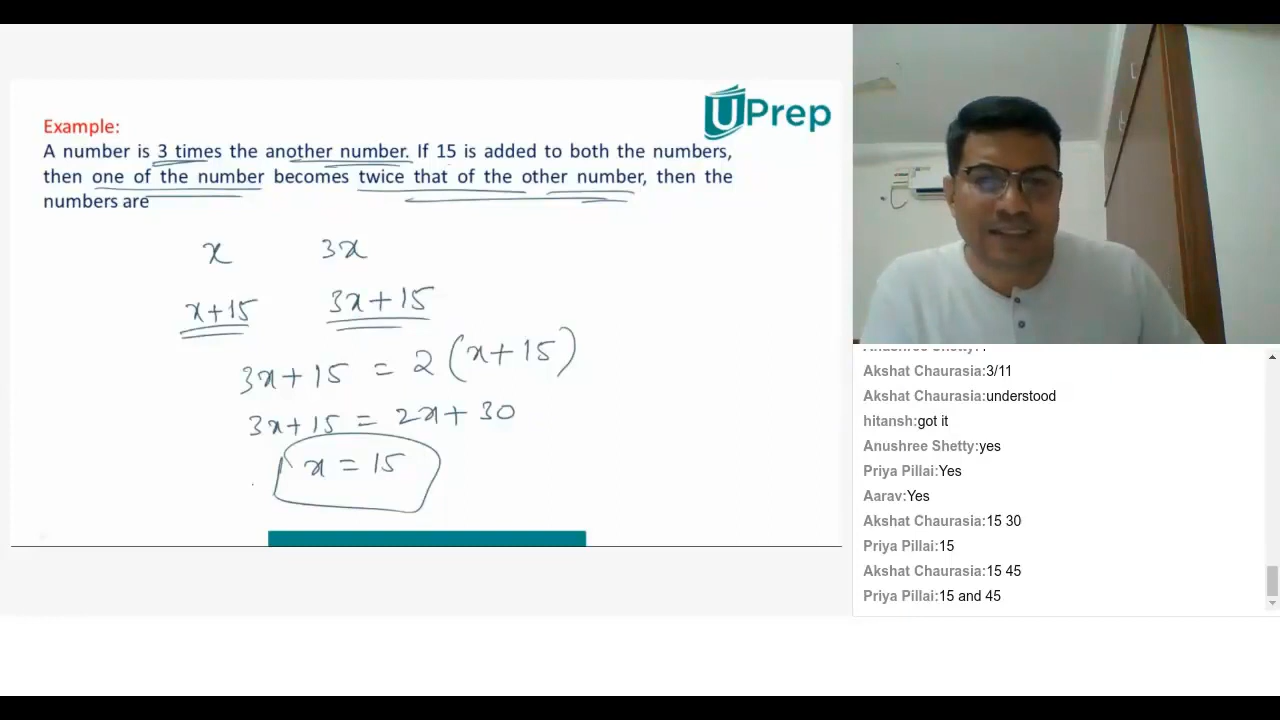 UPrep
Example:
A number is 3 times the another number. If 15 is added to both the numbers,
then one of the number becomes twice that of the other number, then the
numbers are
x 3x
x+15 3x+15
3x+15 = 2(x+15)
3x+15 = 2x+30
x = 15
Akshat Chaurasia:3/11
Akshat Chaurasia:understood
hitansh:got it
Anushree Shetty:yes
Priya Pillai:Yes
Aarav:Yes
Akshat Chaurasia:15 30
Priya Pillai:15
Akshat Chaurasia:15 45
Priya Pillai:15 and 45